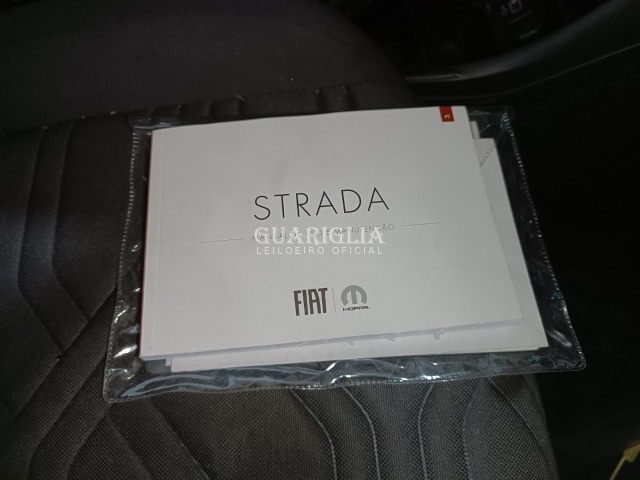 STRADA
GUARIGLIA
LEILOEIRO OFICIAL
FIAT
MOPAR